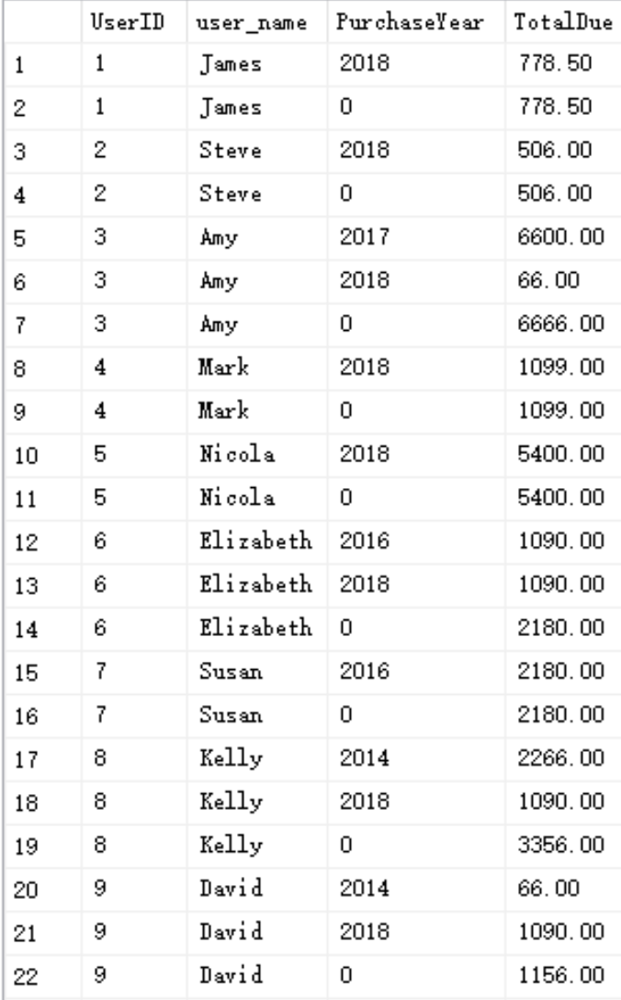 UserID user_name PurchaseYear TotalDue
1 1 James 2018 778.50
2 1 James 0 778.50
3 2 Steve 2018 506.00
4 2 Steve 0 506.00
5 3 Amy 2017 6600.00
6 3 Amy 2018 66.00
7 3 Amy 0 6666.00
8 4 Mark 2018 1099.00
9 4 Mark 0 1099.00
10 5 Nicola 2018 5400.00
11 5 Nicola 0 5400.00
12 6 Elizabeth 2016 1090.00
13 6 Elizabeth 2018 1090.00
14 6 Elizabeth 0 2180.00
15 7 Susan 2016 2180.00
16 7 Susan 0 2180.00
17 8 Kelly 2014 2266.00
18 8 Kelly 2018 1090.00
19 8 Kelly 0 3356.00
20 9 David 2014 66.00
21 9 David 2018 1090.00
22 9 David 0 1156.00